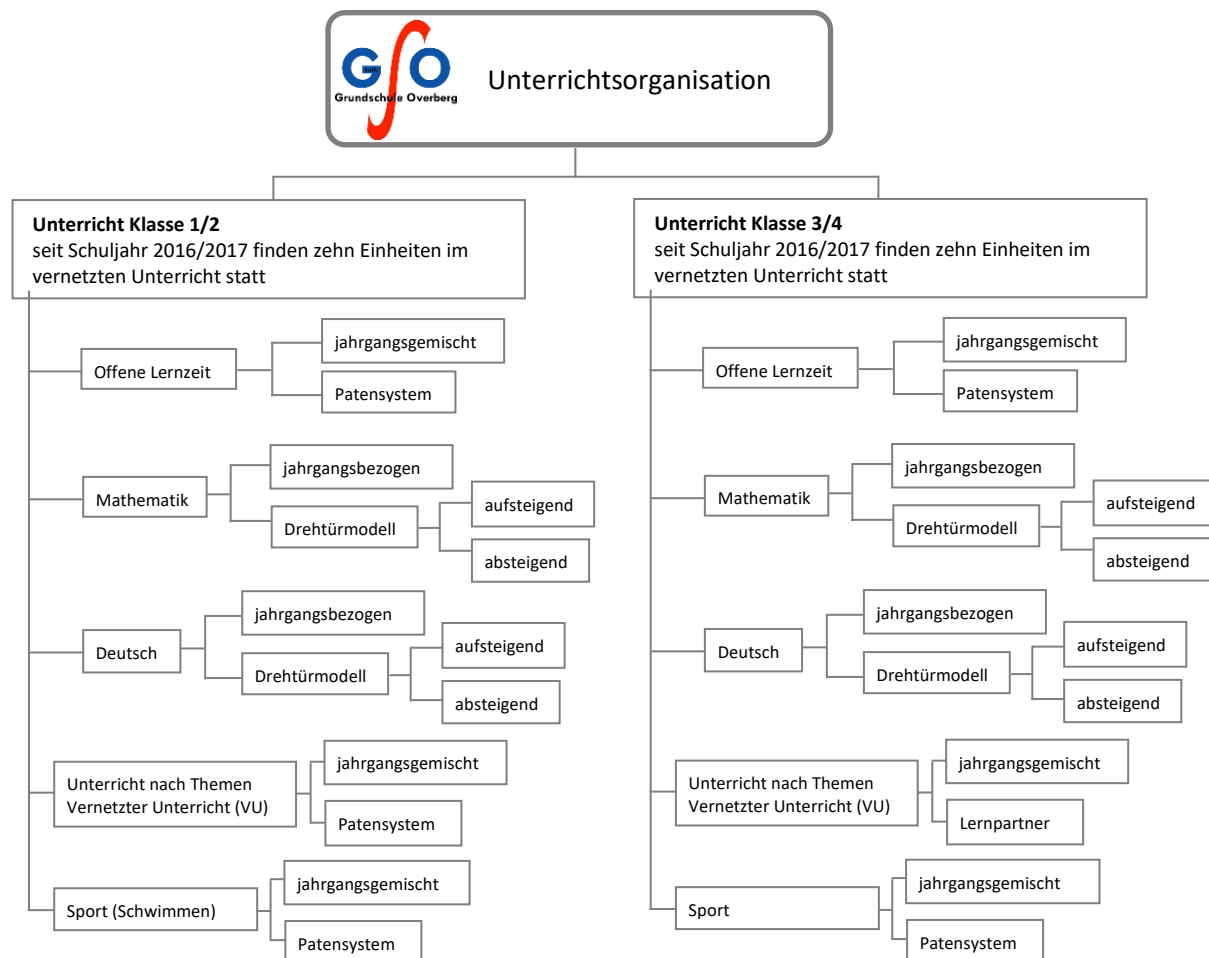 GSO
kath
Grundschule Overberg
Unterrichtsorganisation
Unterricht Klasse 1/2
seit Schuljahr 2016/2017 finden zehn Einheiten im
vernetzten Unterricht statt
Offene Lernzeit
jahrgangsgemischt
Patensystem
Mathematik
jahrgangsbezogen
Drehtürmodell
aufsteigend
absteigend
Deutsch
jahrgangsbezogen
Drehtürmodell
aufsteigend
absteigend
Unterricht nach Themen
Vernetzter Unterricht (VU)
jahrgangsgemischt
Patensystem
Sport (Schwimmen)
jahrgangsgemischt
Patensystem
Unterricht Klasse 3/4
seit Schuljahr 2016/2017 finden zehn Einheiten im
vernetzten Unterricht statt
Offene Lernzeit
jahrgangsgemischt
Patensystem
Mathematik
jahrgangsbezogen
Drehtürmodell
aufsteigend
absteigend
Deutsch
jahrgangsbezogen
Drehtürmodell
aufsteigend
absteigend
Unterricht nach Themen
Vernetzter Unterricht (VU)
jahrgangsgemischt
Lernpartner
Sport
jahrgangsgemischt
Patensystem